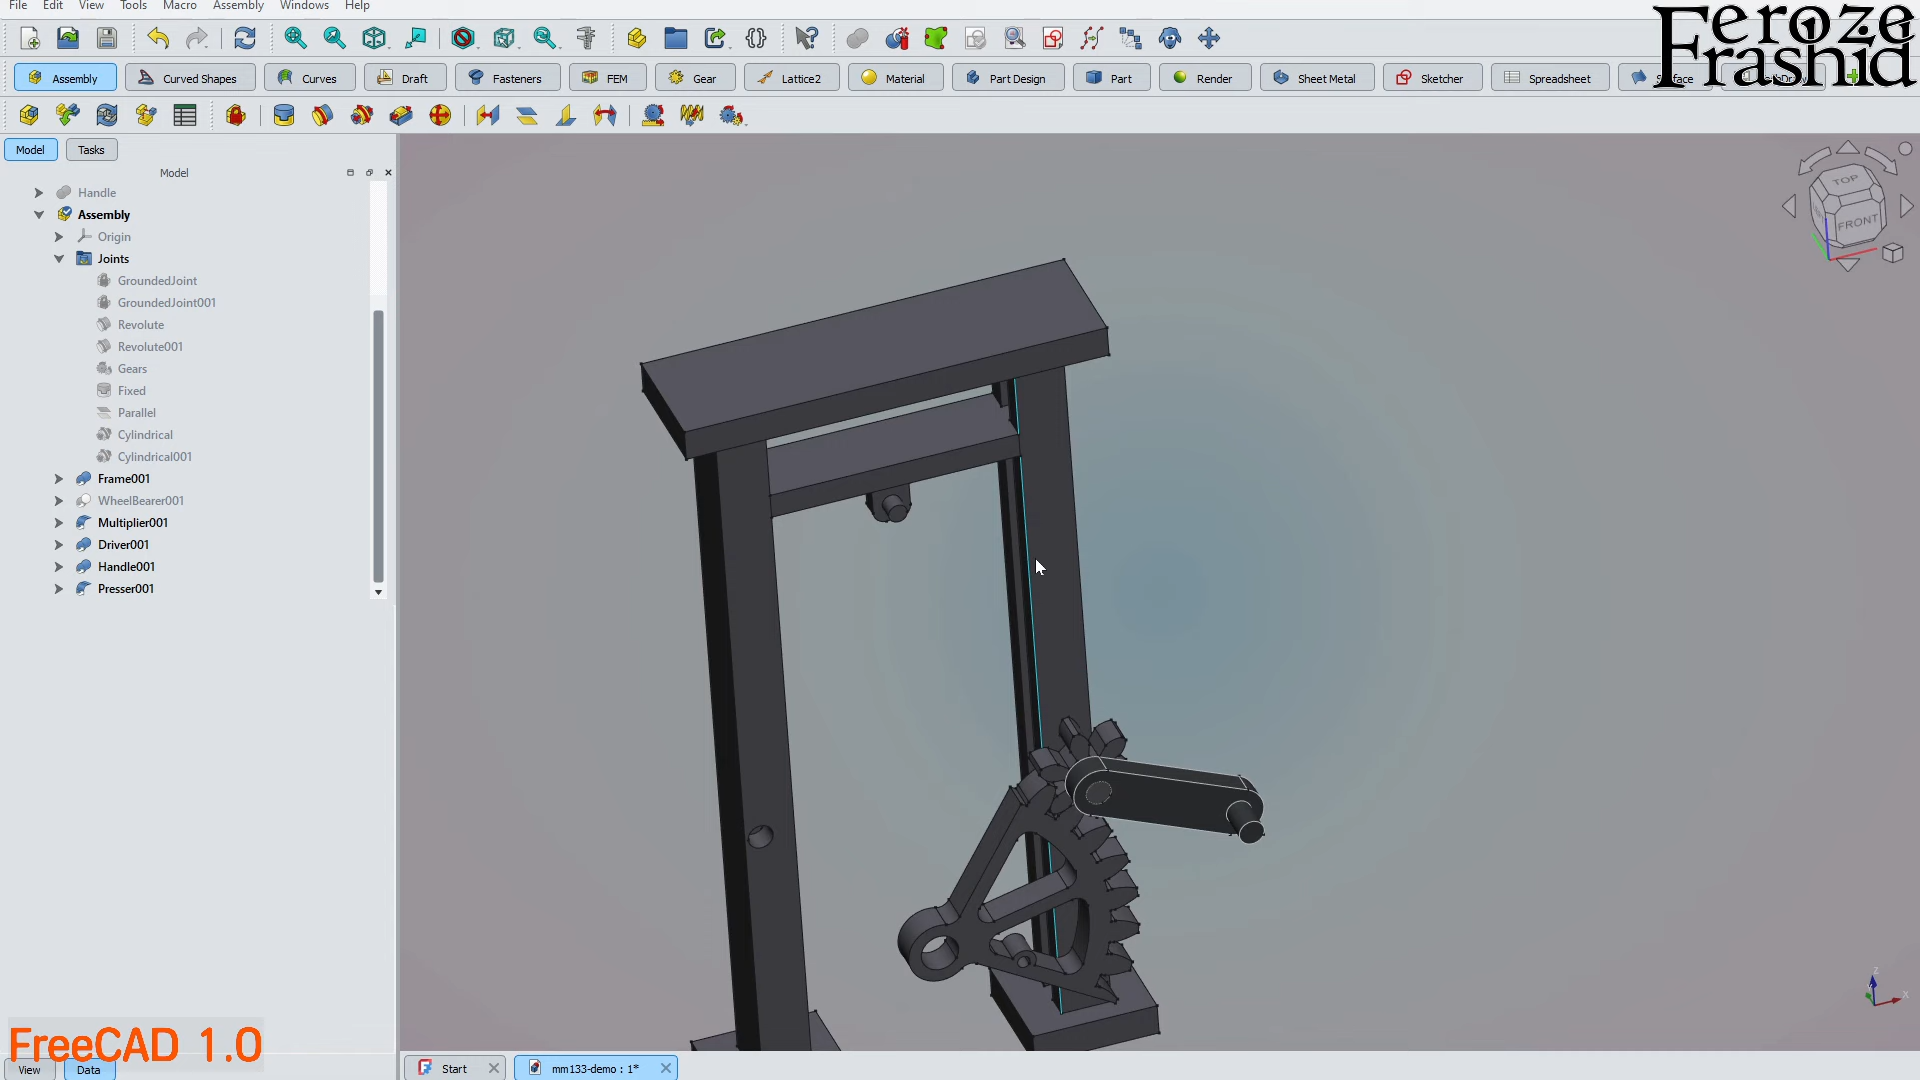 File Edit View Tools Macro Assembly Windows Help
Feroze
Frashid
Assembly Curved Shapes Curves Draft Fasteners FEM Gear Lattice2 Material Part Design Part Render Sheet Metal Sketcher Spreadsheet
Model Tasks
Model
Handle
Assembly
Origin
Joints
GroundedJoint
GroundedJoint001
Revolute
Revolute001
Gears
Fixed
Parallel
Cylindrical
Cylindrical001
Frame001
WheelBearer001
Multiplier001
Driver001
Handle001
Presser001
TOP
FRONT
Z
X
FreeCAD 1.0
View Data
Start mm133-demo : 1*